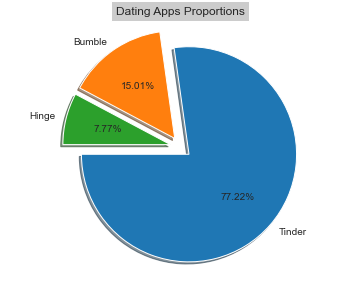 Dating Apps Proportions
Bumble
15.01%
Hinge
7.77%
77.22%
Tinder